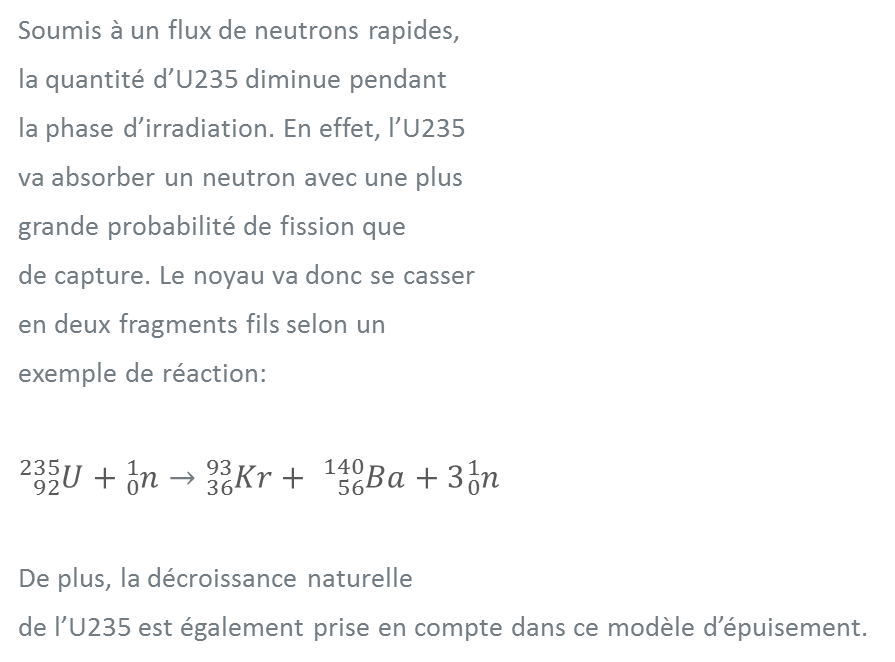 Soumis à un flux de neutrons rapides,
la quantité d’U235 diminue pendant
la phase d’irradiation. En effet, l’U235
va absorber un neutron avec une plus
grande probabilité de fission que
de capture. Le noyau va donc se casser
en deux fragments fils selon un
exemple de réaction:
²³⁵₉₂U + ¹₀n → ⁹³₃₆Kr + ¹⁴⁰₅₆Ba + 3¹₀n
De plus, la décroissance naturelle
de l’U235 est également prise en compte dans ce modèle d’épuisement.